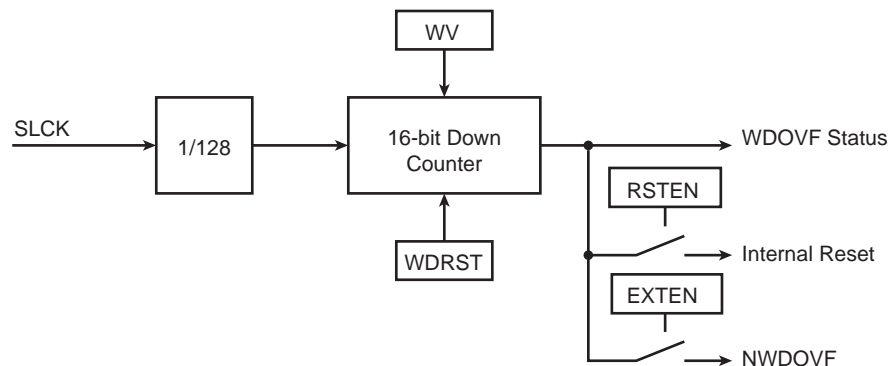 WV
SLCK
1/128
16-bit Down
Counter
WDOVF Status
RSTEN
WDRST
Internal Reset
EXTEN
NWDOVF